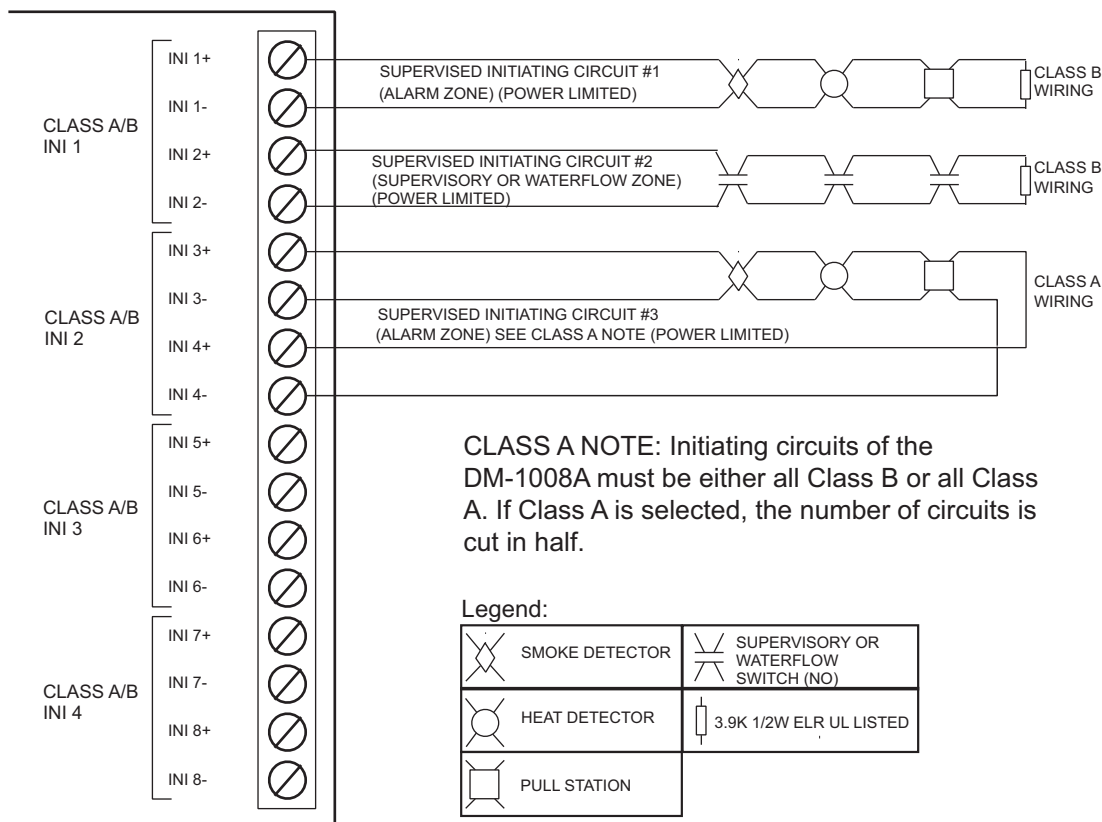 INI 1+
INI 1-
CLASS A/B
INI 1
INI 2+
INI 2-
SUPERVISED INITIATING CIRCUIT #1
(ALARM ZONE) (POWER LIMITED)
CLASS B
WIRING
SUPERVISED INITIATING CIRCUIT #2
(SUPERVISORY OR WATERFLOW ZONE)
(POWER LIMITED)
CLASS B
WIRING
INI 3+
INI 3-
CLASS A/B
INI 2
INI 4+
INI 4-
SUPERVISED INITIATING CIRCUIT #3
(ALARM ZONE) SEE CLASS A NOTE (POWER LIMITED)
CLASS A
WIRING
INI 5+
INI 5-
CLASS A/B
INI 3
INI 6+
INI 6-
INI 7+
INI 7-
CLASS A/B
INI 4
INI 8+
INI 8-
CLASS A NOTE: Initiating circuits of the
DM-1008A must be either all Class B or all Class
A. If Class A is selected, the number of circuits is
cut in half.
Legend:
SMOKE DETECTOR
SUPERVISORY OR
WATERFLOW
SWITCH (NO)
HEAT DETECTOR
3.9K 1/2W ELR UL LISTED
PULL STATION